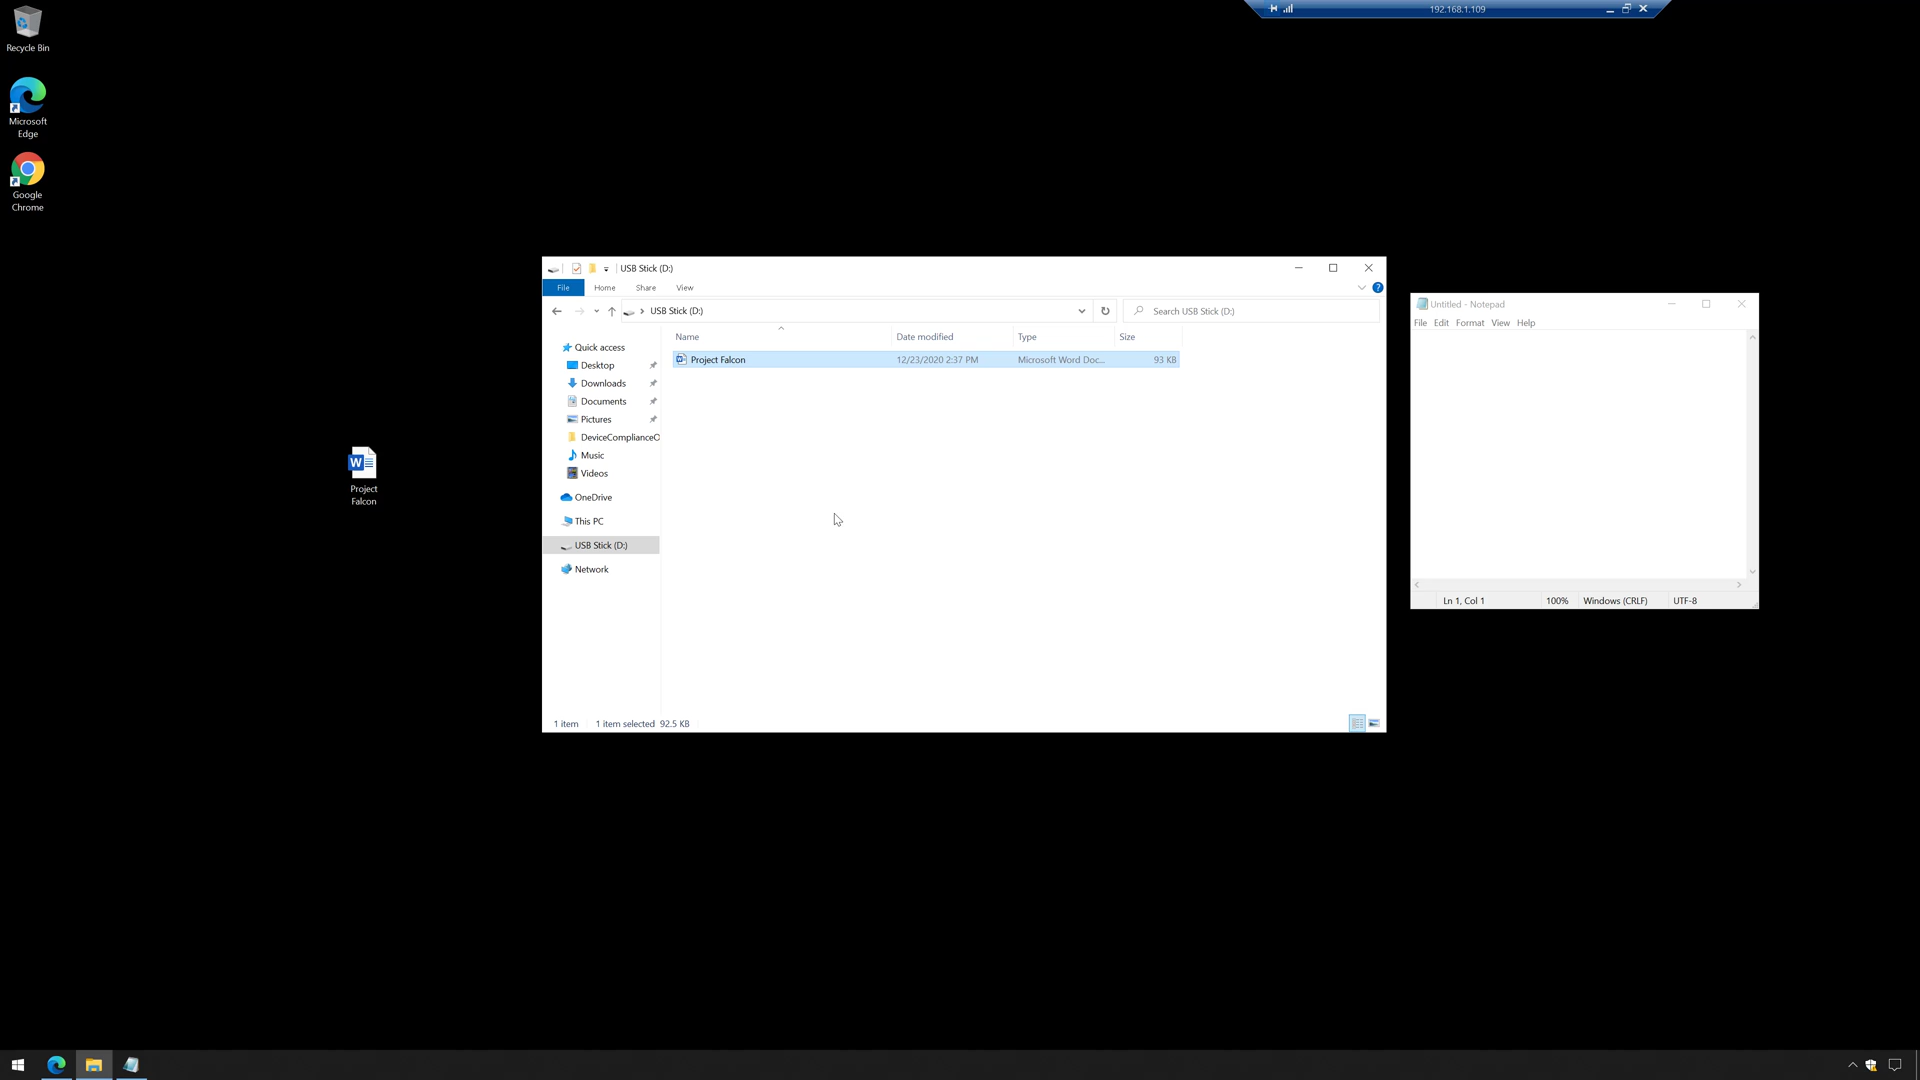 Recycle Bin
Microsoft
Edge
Google
Chrome
Project
Falcon
192.168.1.109
USB Stick (D:)
File Home Share View
USB Stick (D:)
Search USB Stick (D:)
Name Date modified Type Size
Project Falcon 12/23/2020 2:37 PM Microsoft Word Doc... 93 KB
Quick access
Desktop
Downloads
Documents
Pictures
DeviceComplianceO
Music
Videos
OneDrive
This PC
USB Stick (D:)
Network
1 item 1 item selected 92.5 KB
Untitled - Notepad
File Edit Format View Help
Ln 1, Col 1 100% Windows (CRLF) UTF-8